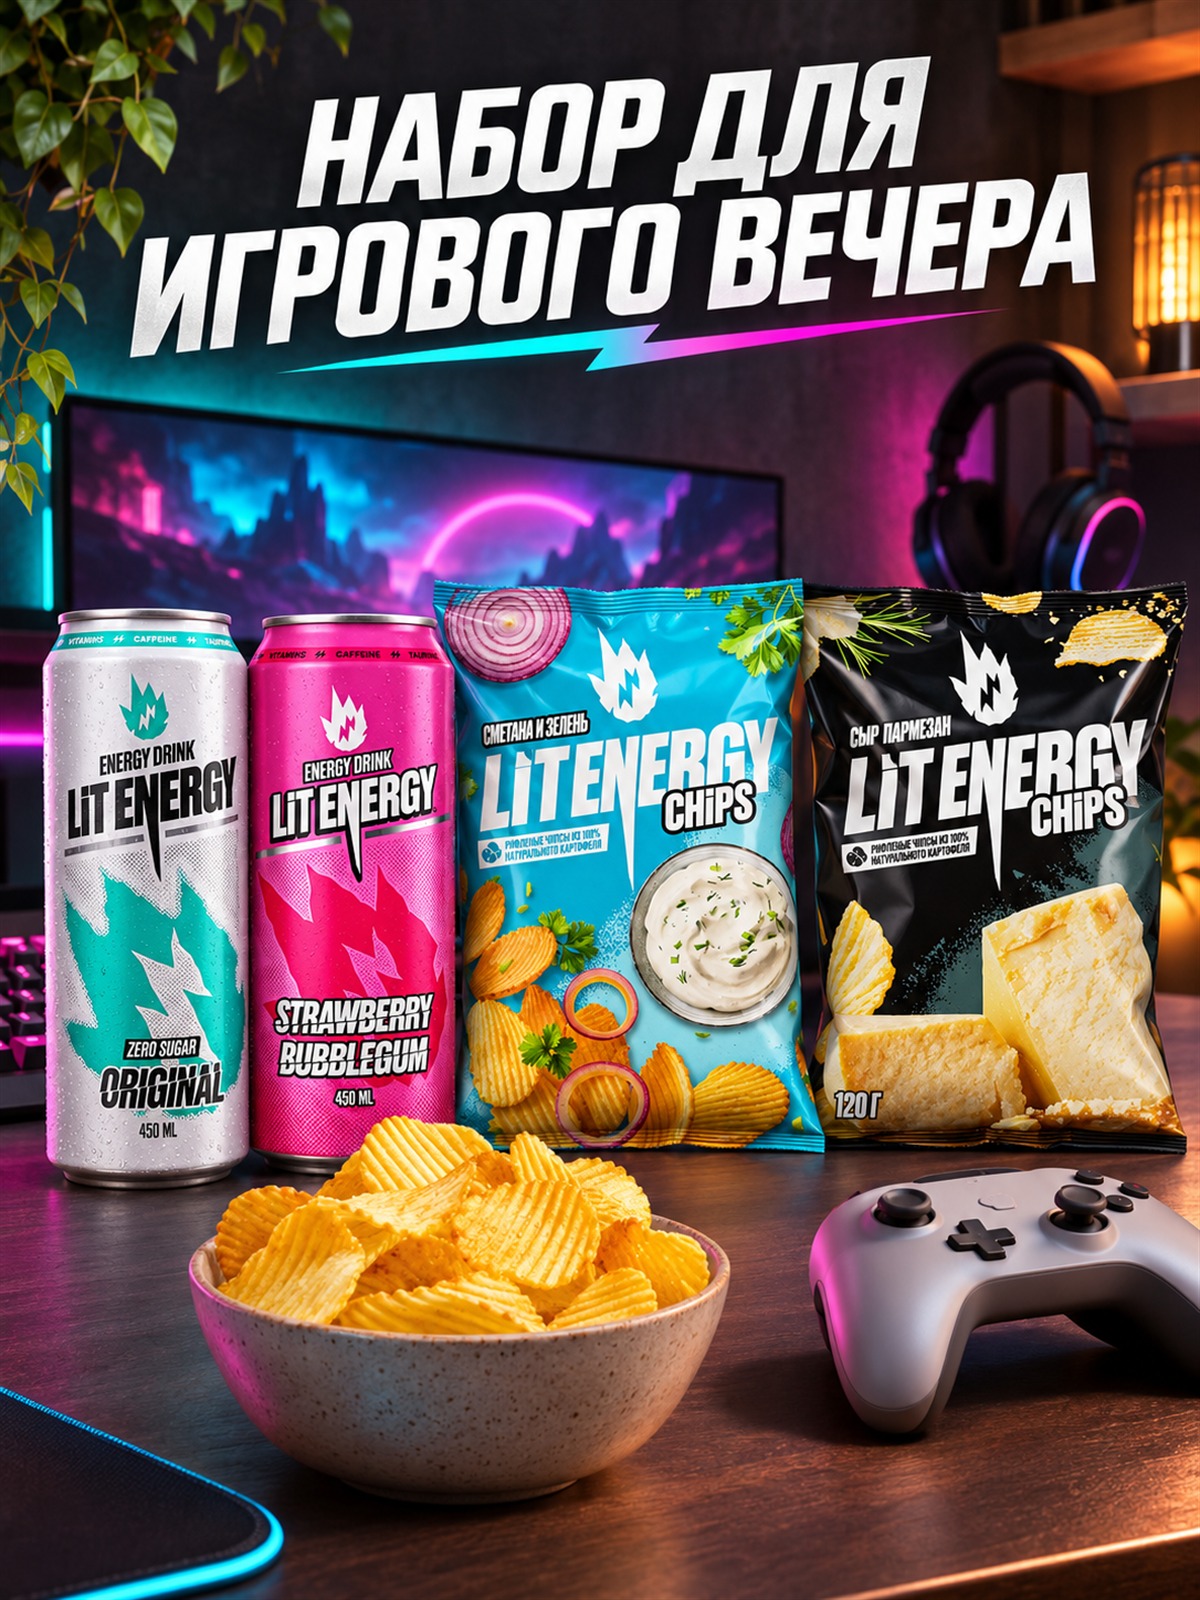 НАБОР ДЛЯ
ИГРОВОГО ВЕЧЕРА
VITAMINS CAFFEINE
ENERGY DRINK
LIT ENERGY
ZERO SUGAR
ORIGINAL
450 ML
VITAMINS CAFFEINE
ENERGY DRINK
LIT ENERGY
STRAWBERRY
BUBBLEGUM
450 ML
СМЕТАНА И ЗЕЛЕНЬ
LIT ENERGY
CHIPS
РИФЛЕНЫЕ ЧИПСЫ ИЗ 100%
НАТУРАЛЬНОГО КАРТОФЕЛЯ
СЫР ПАРМЕЗАН
LIT ENERGY
CHIPS
РИФЛЕНЫЕ ЧИПСЫ ИЗ 100%
НАТУРАЛЬНОГО КАРТОФЕЛЯ
120 Г